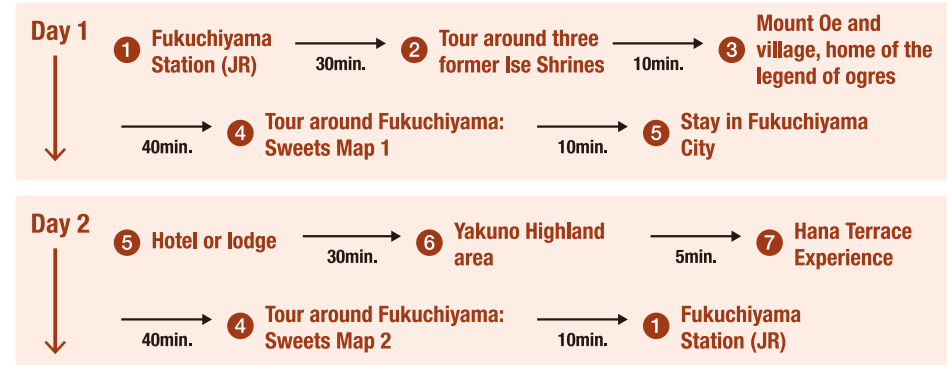 Day 1
1 Fukuchiyama
Station (JR)
30min.
2 Tour around three
former Ise Shrines
10min.
3 Mount Oe and
village, home of the
legend of ogres
40min.
4 Tour around Fukuchiyama:
Sweets Map 1
10min.
5 Stay in Fukuchiyama
City
Day 2
5 Hotel or lodge
30min.
6 Yakuno Highland
area
5min.
7 Hana Terrace
Experience
40min.
4 Tour around Fukuchiyama:
Sweets Map 2
10min.
1 Fukuchiyama
Station (JR)